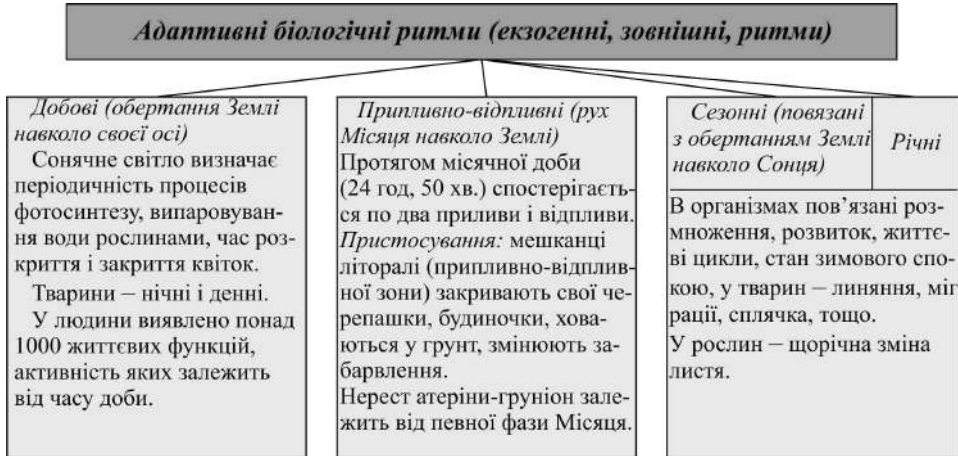 Адаптивні біологічні ритми (екзогенні, зовнішні, ритми)
Добові (обертання Землі
навколо своєї осі)
Сонячне світло визначає
періодичність процесів
фотосинтезу, випаровуван-
ня води рослинами, час роз-
криття і закриття квіток.
Тварини – нічні і денні.
У людини виявлено понад
1000 життєвих функцій,
активність яких залежить
від часу доби.
Припливно-відпливні (рух
Місяця навколо Землі)
Протягом місячної доби
(24 год, 50 хв.) спостерігаєть-
ся по два приливи і відпливи.
Пристосування: мешканці
літоралі (припливно-відплив-
ної зони) закривають свої че-
репашки, будиночки, хова-
ються у грунт, змінюють за-
барвлення.
Нерест атеріни-груніон зале-
жить від певної фази Місяця.
Сезонні (повязані
з обертанням Землі
навколо Сонця)
Річні
В організмах пов’язані роз-
множення, розвиток, життє-
ві цикли, стан зимового спо-
кою, у тварин – линяння, міг
рації, сплячка, тощо.
У рослин – щорічна зміна
листя.